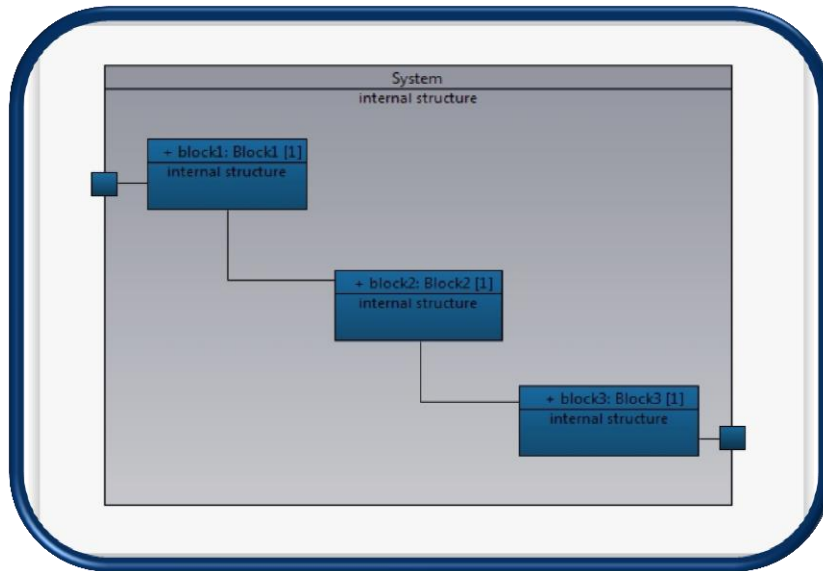 System
internal structure
+ block1: Block1 [1]
internal structure
+ block2: Block2 [1]
internal structure
+ block3: Block3 [1]
internal structure